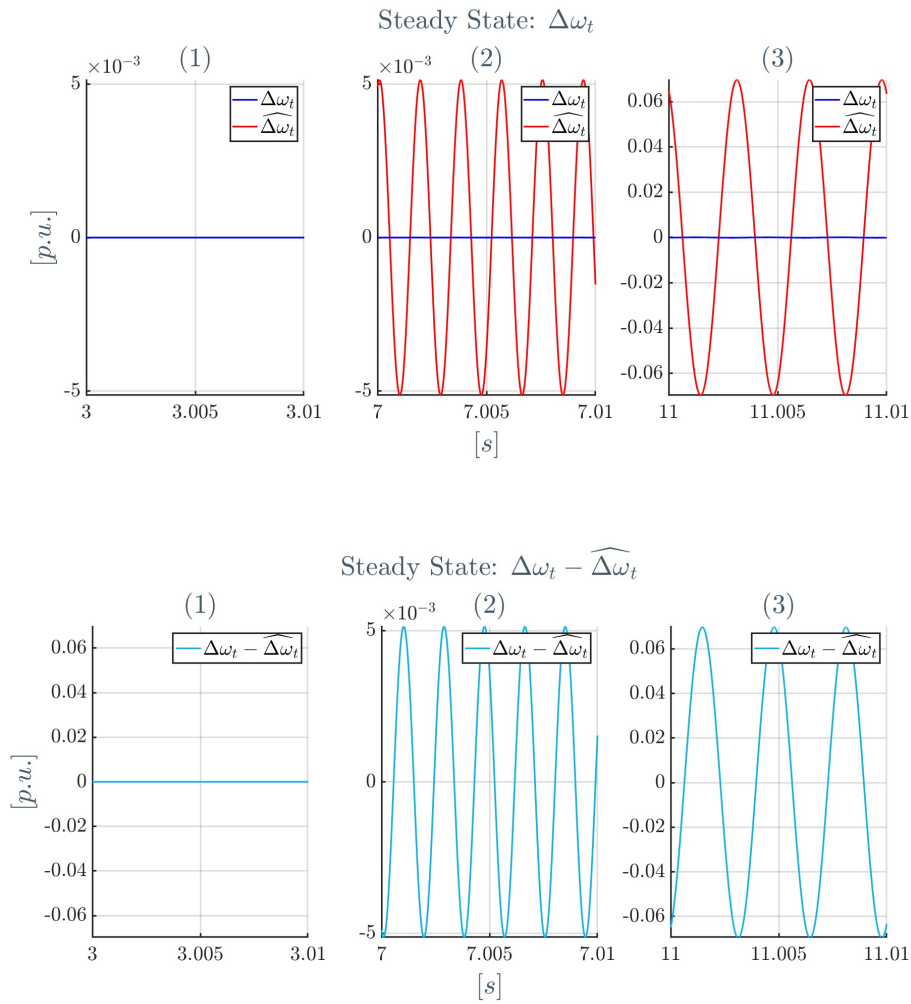 Steady State: Δω_t
(1)
×10⁻³
5
0
-5
3 3.005 3.01
Δω_t
\widehat{Δω_t}
[p.u.]
(2)
×10⁻³
5
0
-5
7 7.005 7.01
Δω_t
\widehat{Δω_t}
[s]
(3)
0.06
0.04
0.02
0
-0.02
-0.04
-0.06
11 11.005 11.01
Δω_t
\widehat{Δω_t}
Steady State: Δω_t − \widehat{Δω_t}
(1)
0.06
0.04
0.02
0
-0.02
-0.04
-0.06
3 3.005 3.01
Δω_t − \widehat{Δω_t}
[p.u.]
(2)
×10⁻³
5
0
-5
7 7.005 7.01
Δω_t − \widehat{Δω_t}
[s]
(3)
0.06
0.04
0.02
0
-0.02
-0.04
-0.06
11 11.005 11.01
Δω_t − \widehat{Δω_t}